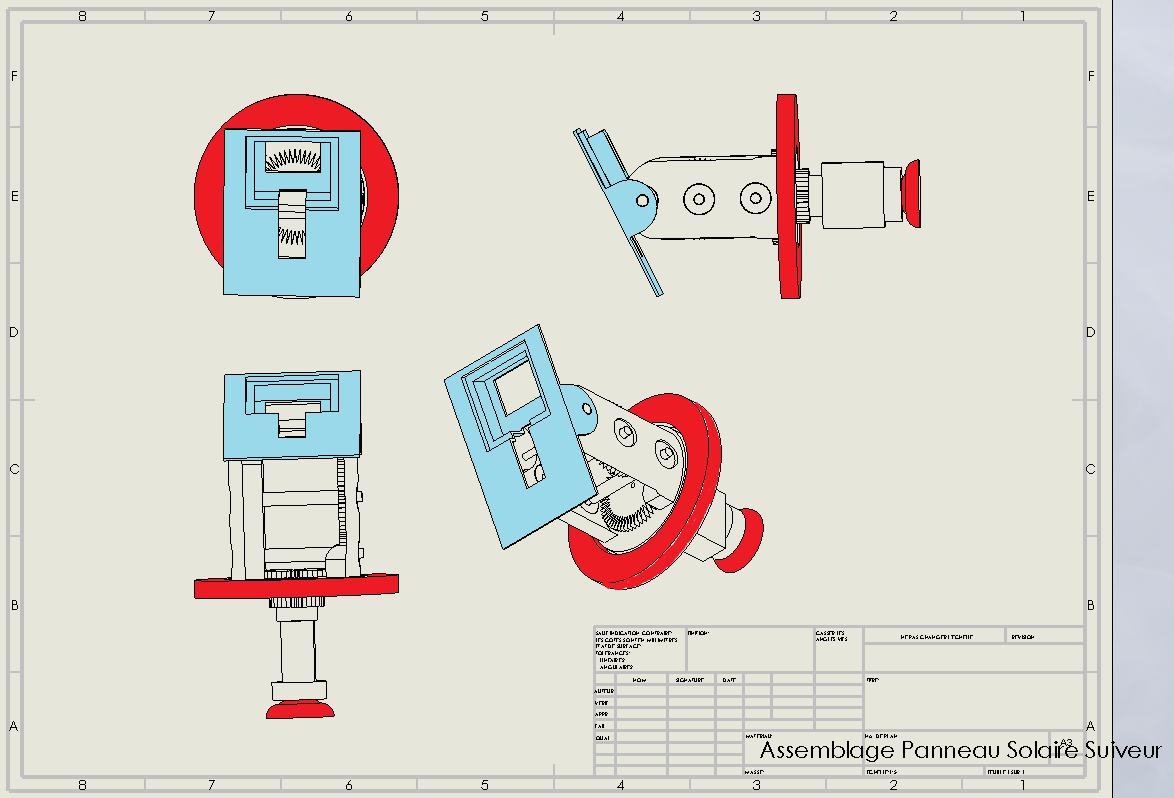 8 7 6 5 4 3 2 1
F F
E E
D D
C C
B B
A A
SAUF INDICATION CONTRAIRE:
LES COTES SONT EN MILLIMETRES
ETAT DE SURFACE:
TOLERANCES:
LINEAIRES:
ANGULAIRES:
FINITION:
CASSER LES
ANGLES VIFS
NE PAS CHANGER L'ECHELLE
REVISION
NOM SIGNATURE DATE
TITRE:
AUTEUR
VERIF.
APPR.
FAB.
QUAL.
MATERIAU:
No. DE PLAN
A3
Assemblage Panneau Solaire Suiveur
MASSE:
ECHELLE:1:5
FEUILLE 1 SUR 1
8 7 6 5 4 3 2 1